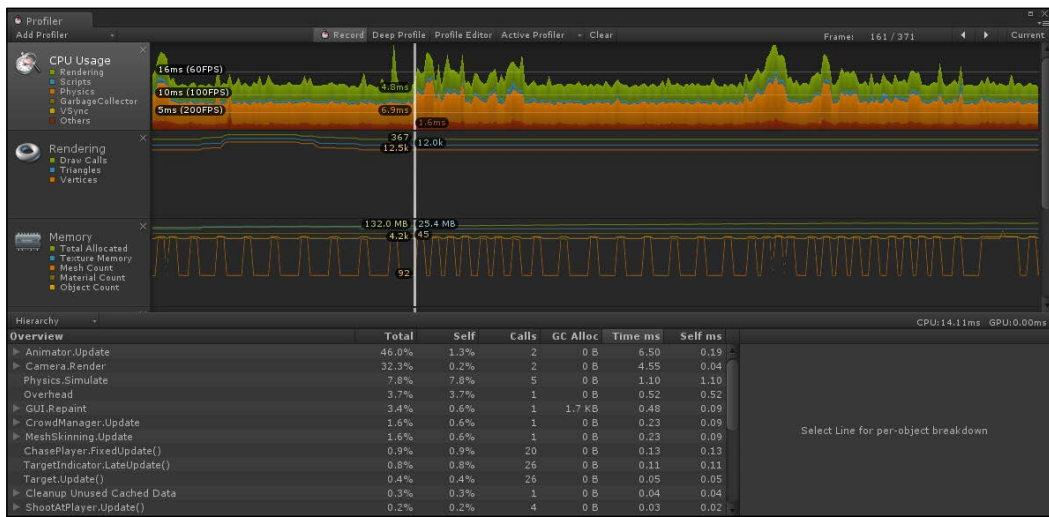 Profiler
Add Profiler Record Deep Profile Profile Editor Active Profiler Clear Frame: 161 / 371 Current
CPU Usage
Rendering
Scripts
Physics
GarbageCollector
VSync
Others
16ms (60FPS)
10ms (100FPS)
5ms (200FPS)
4.8ms
6.9ms
1.6ms
Rendering
Draw Calls
Triangles
Vertices
367
12.5k
12.0k
Memory
Total Allocated
Texture Memory
Mesh Count
Material Count
Object Count
132.0 MB 25.4 MB
4.2k 45
92
Hierarchy CPU:14.11ms GPU:0.00ms
Overview Total Self Calls GC Alloc Time ms Self ms
Animator.Update 46.0% 1.3% 2 0 B 6.50 0.19
Camera.Render 32.3% 0.2% 2 0 B 4.55 0.04
Physics.Simulate 7.8% 7.8% 5 0 B 1.10 1.10
Overhead 3.7% 3.7% 1 0 B 0.52 0.52
GUI.Repaint 3.4% 0.6% 1 1.7 KB 0.48 0.09
CrowdManager.Update 1.6% 0.6% 1 0 B 0.23 0.09
MeshSkinning.Update 1.6% 0.6% 1 0 B 0.23 0.09
ChasePlayer.FixedUpdate() 0.9% 0.9% 20 0 B 0.13 0.13
TargetIndicator.LateUpdate() 0.8% 0.8% 26 0 B 0.11 0.11
Target.Update() 0.4% 0.4% 26 0 B 0.05 0.05
Cleanup Unused Cached Data 0.3% 0.3% 1 0 B 0.04 0.04
ShootAtPlayer.Update() 0.2% 0.2% 4 0 B 0.03 0.02
Select Line for per-object breakdown